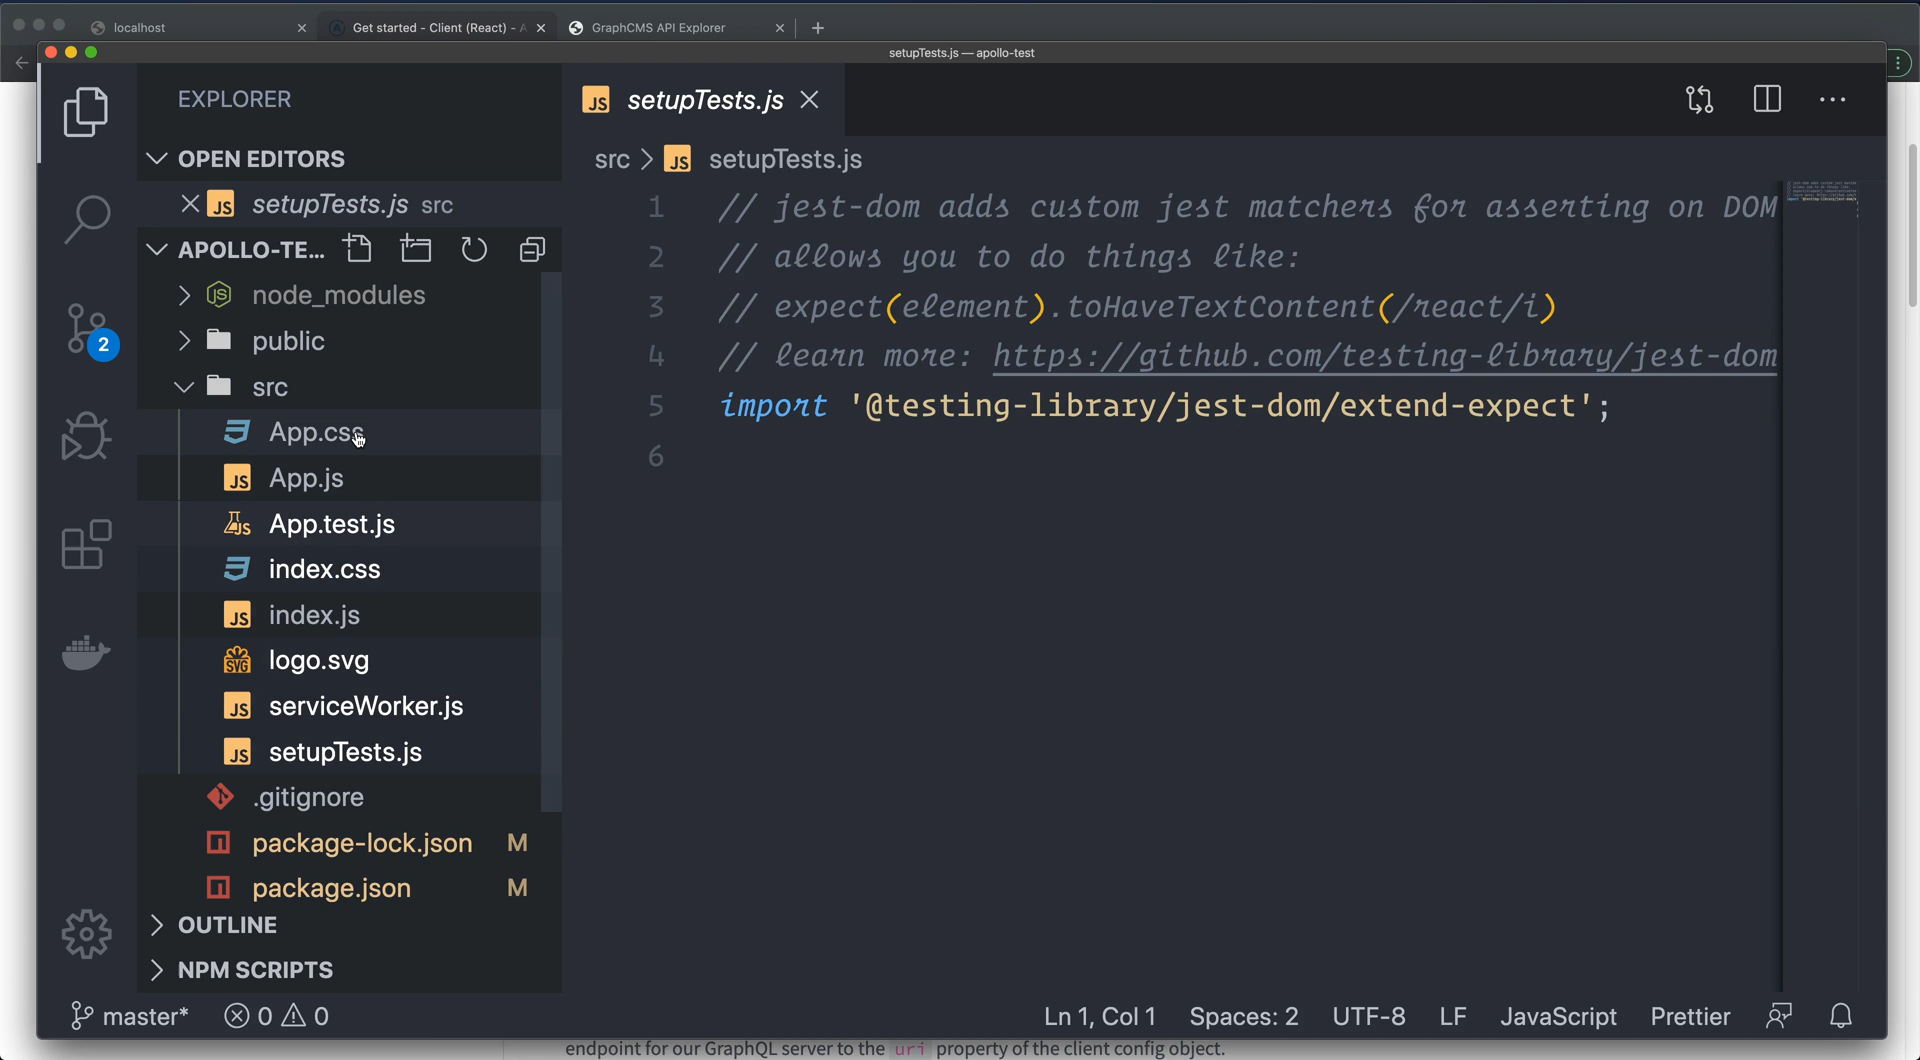 localhost
Get started - Client (React) - A
GraphCMS API Explorer
setupTests.js — apollo-test
EXPLORER
OPEN EDITORS
setupTests.js src
APOLLO-TE...
node_modules
public
src
App.css
App.js
App.test.js
index.css
index.js
logo.svg
serviceWorker.js
setupTests.js
.gitignore
package-lock.json M
package.json M
OUTLINE
NPM SCRIPTS
2
JS setupTests.js
src > JS setupTests.js
1 // jest-dom adds custom jest matchers for asserting on DOM
2 // allows you to do things like:
3 // expect(element).toHaveTextContent(/react/i)
4 // learn more: https://github.com/testing-library/jest-dom
5 import '@testing-library/jest-dom/extend-expect';
6
master* 0 0 Ln 1, Col 1 Spaces: 2 UTF-8 LF JavaScript Prettier
endpoint for our GraphQL server to the uri property of the client config object.